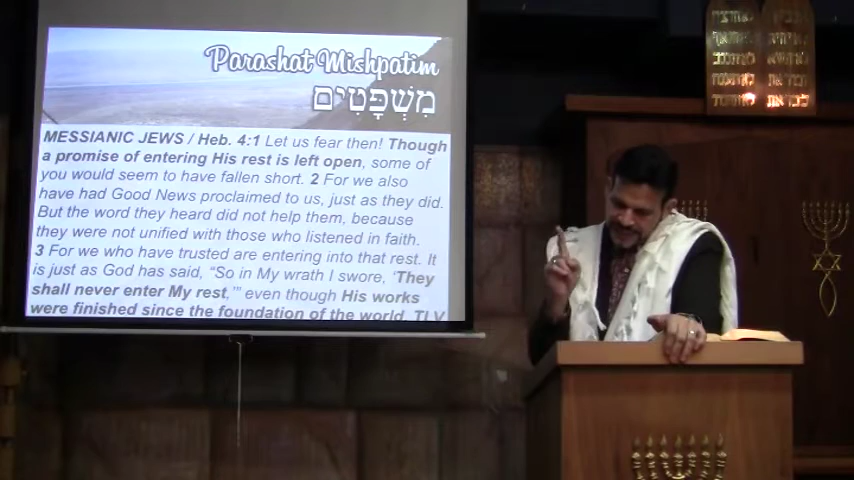 Parashat Mishpatim
מִשְׁפָּטִים
MESSIANIC JEWS / Heb. 4:1 Let us fear then! Though
a promise of entering His rest is left open, some of
you would seem to have fallen short. 2 For we also
have had Good News proclaimed to us, just as they did.
But the word they heard did not help them, because
they were not unified with those who listened in faith.
3 For we who have trusted are entering into that rest. It
is just as God has said, “So in My wrath I swore, ‘They
shall never enter My rest,’” even though His works
were finished since the foundation of the world. TLV